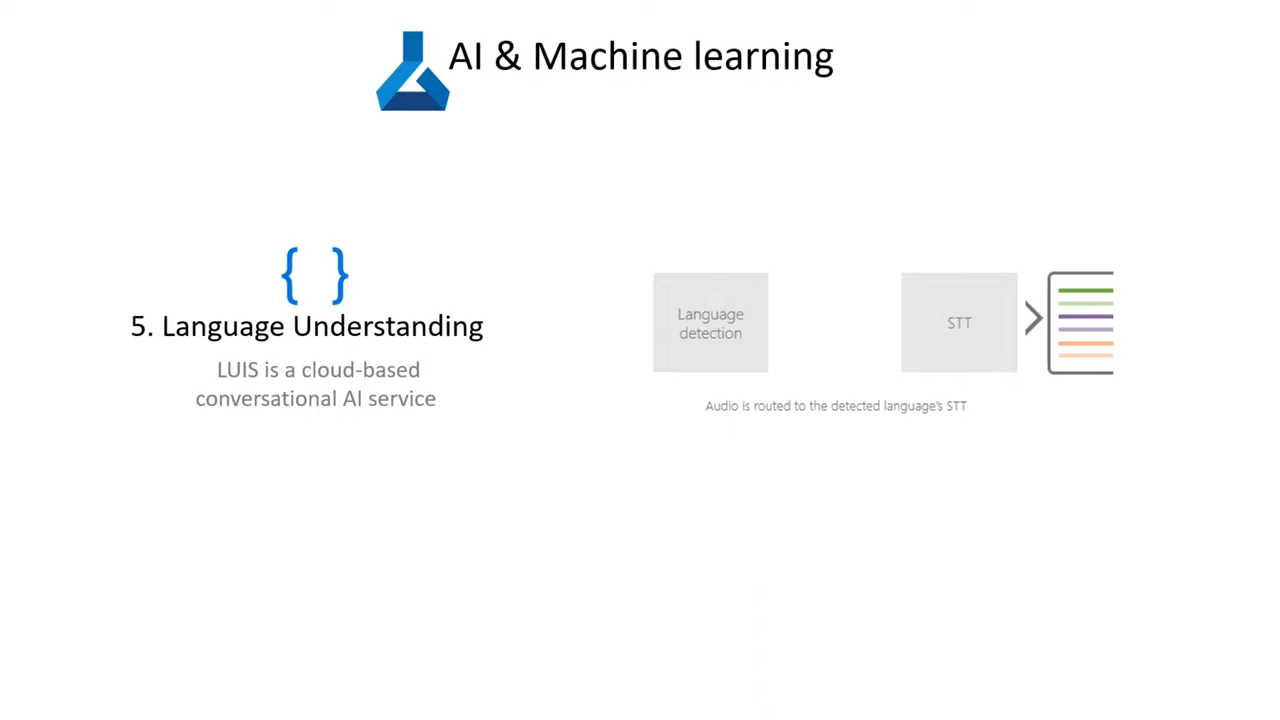 AI & Machine learning
{ }
5. Language Understanding
LUIS is a cloud-based
conversational AI service
Language
detection
STT
Audio is routed to the detected language's STT